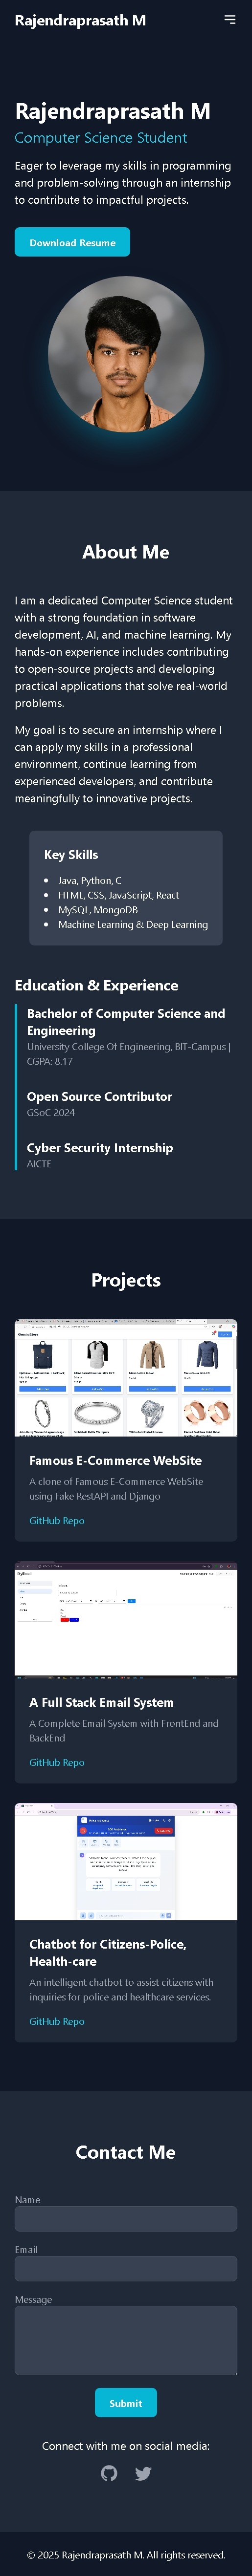 Rajendraprasath M
Rajendraprasath M
Computer Science Student
Eager to leverage my skills in programming
and problem-solving through an internship
to contribute to impactful projects.
Download Resume
About Me
I am a dedicated Computer Science student
with a strong foundation in software
development, AI, and machine learning. My
hands-on experience includes contributing
to open-source projects and developing
practical applications that solve real-world
problems.
My goal is to secure an internship where I
can apply my skills in a professional
environment, continue learning from
experienced developers, and contribute
meaningfully to innovative projects.
Key Skills
Java, Python, C
HTML, CSS, JavaScript, React
MySQL, MongoDB
Machine Learning & Deep Learning
Education & Experience
Bachelor of Computer Science and
Engineering
University College Of Engineering, BIT-Campus |
CGPA: 8.17
Open Source Contributor
GSoC 2024
Cyber Security Internship
AICTE
Projects
Famous E-Commerce WebSite
A clone of Famous E-Commerce WebSite
using Fake RestAPI and Django
GitHub Repo
Inbox
A Full Stack Email System
A Complete Email System with FrontEnd and
BackEnd
GitHub Repo
Chatbot for Citizens-Police,
Health-care
An intelligent chatbot to assist citizens with
inquiries for police and healthcare services.
GitHub Repo
Contact Me
Name
Email
Message
Submit
Connect with me on social media:
© 2025 Rajendraprasath M. All rights reserved.